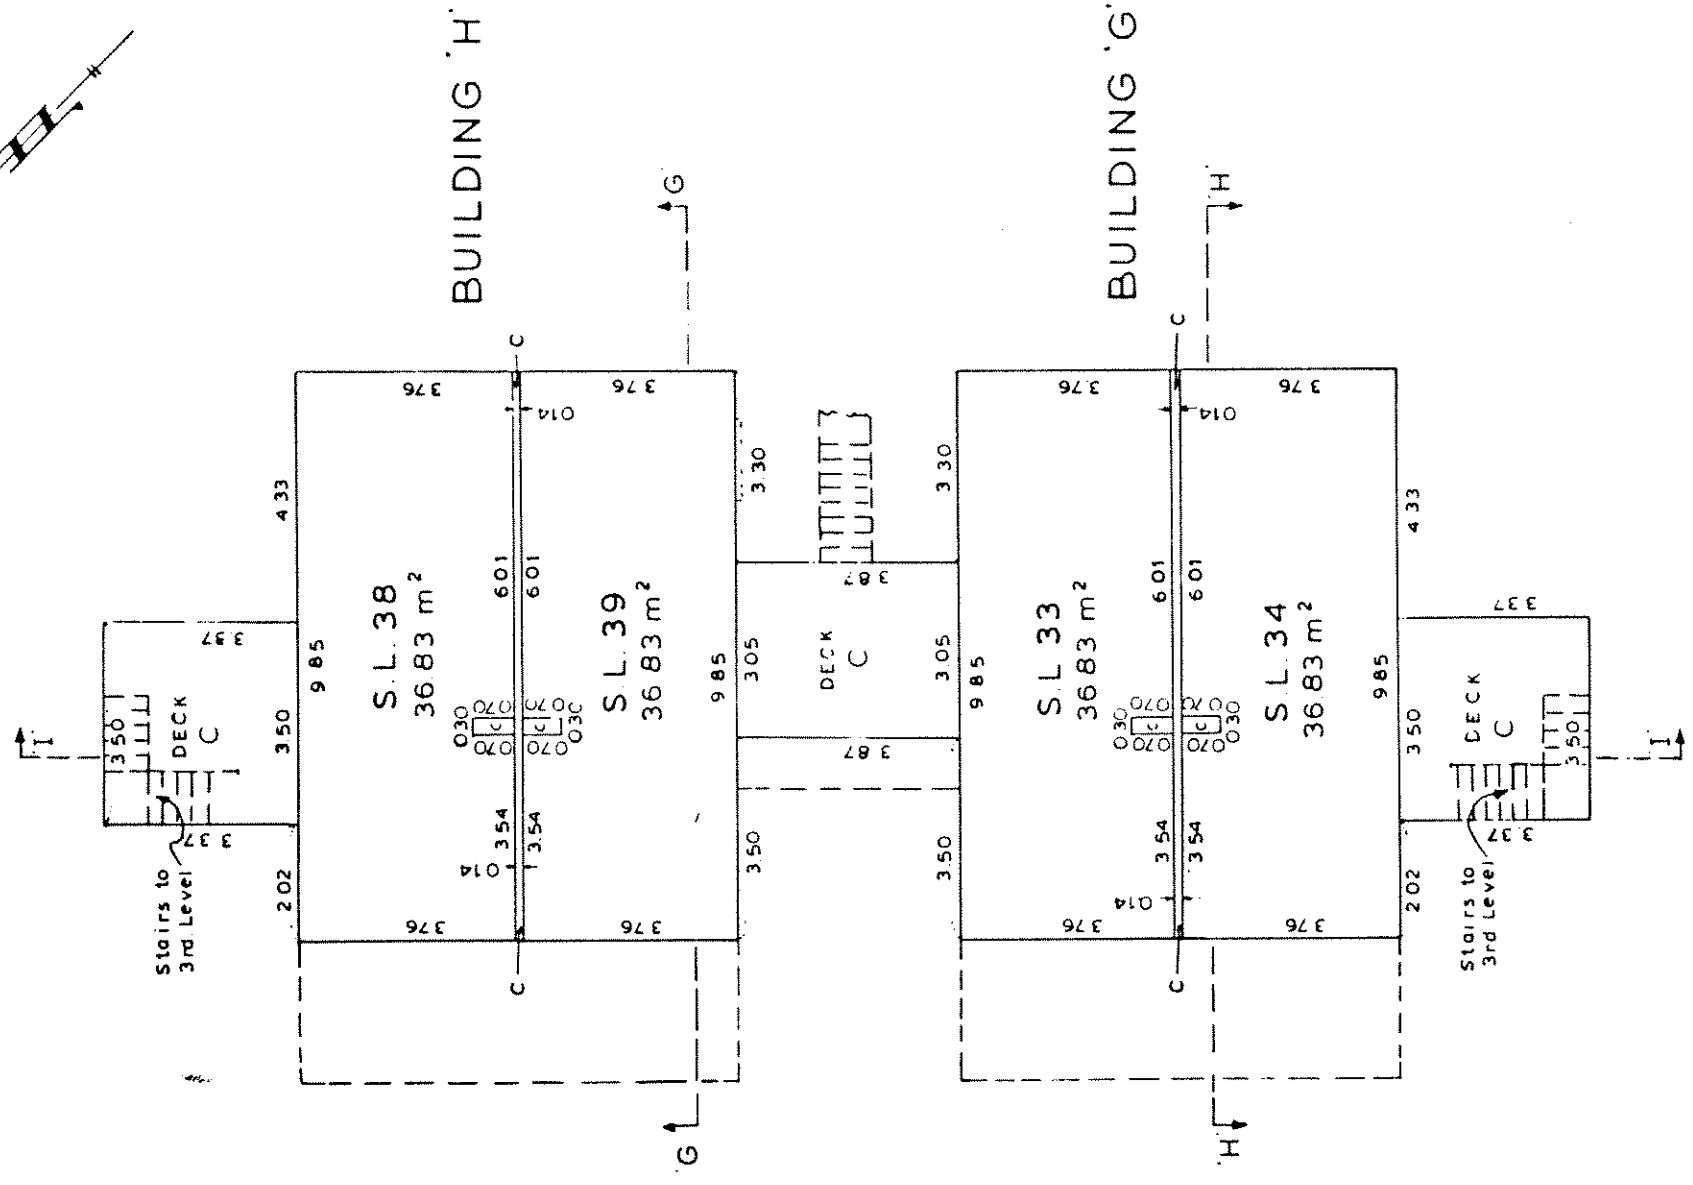 BUILDING 'H'
BUILDING 'G'
G
H
C
C
3.76
3.76
0.14
3.76
3.76
0.14
4.33
3.30
3.30
4.33
6.01
6.01
6.01
6.01
3.37
3.87
3.37
S.L. 38
36.83 m²
S.L. 39
36.83 m²
S.L. 33
36.83 m²
S.L. 34
36.83 m²
9.85
9.85
9.85
9.85
3.50
DECK
C
3.50
3.05
DECK
C
3.05
3.50
DECK
C
3.50
0.30
0.70
0.70
C
C
0.70
0.70
0.30
0.30
0.70
0.70
C
C
0.70
0.70
0.30
I
I
3.87
3.37
3.37
3.54
3.54
3.54
3.54
0.14
0.14
3.50
3.50
2.02
2.02
Stairs to
3rd Level
Stairs to
3rd Level
3.76
3.76
3.76
3.76
C
C
G
H